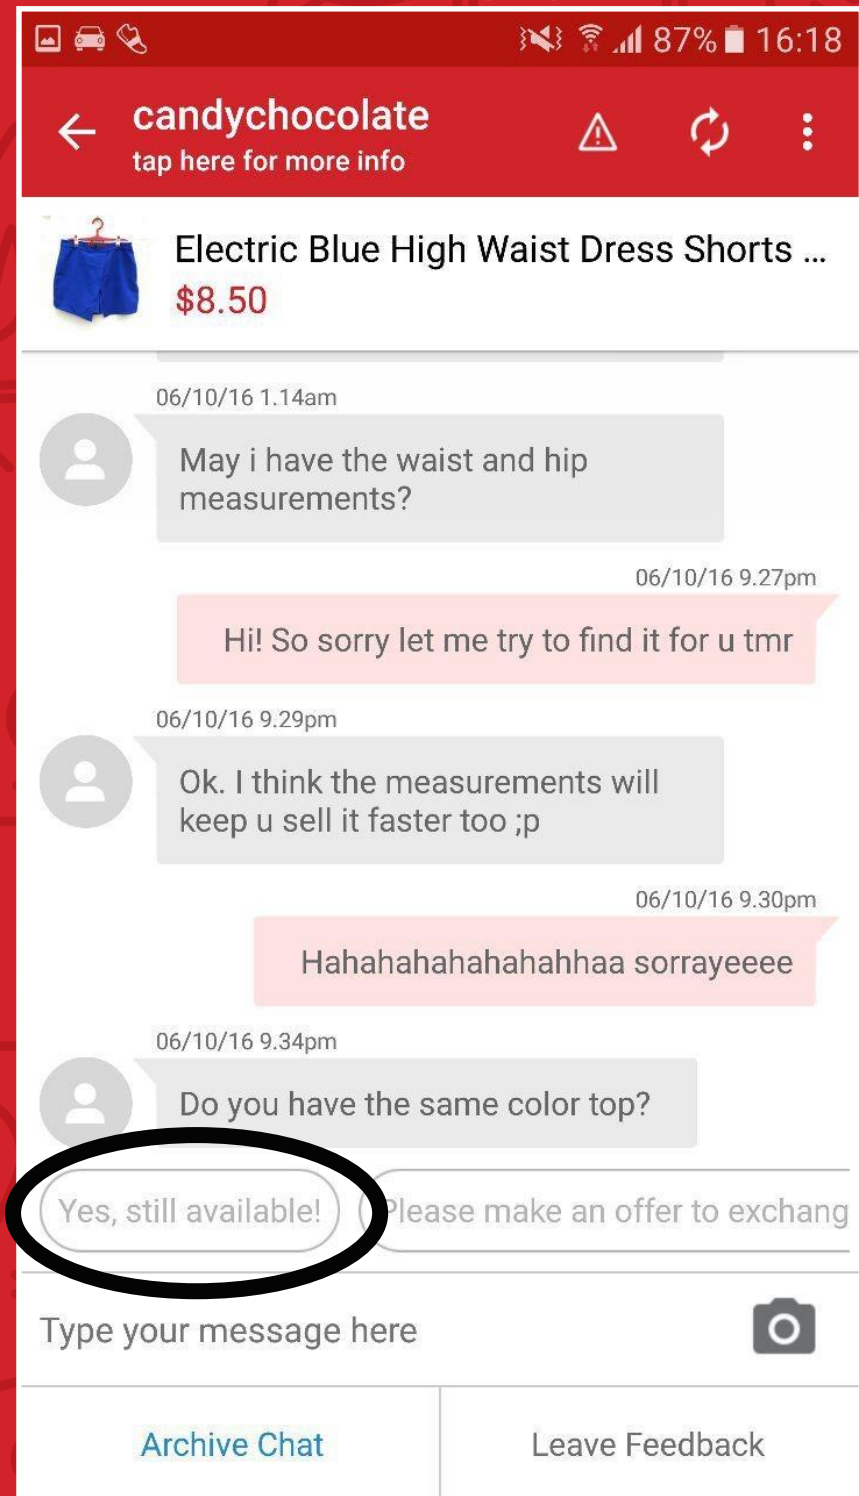 87% 16:18
candychocolate
tap here for more info
Electric Blue High Waist Dress Shorts ...
$8.50
06/10/16 1.14am
May i have the waist and hip
measurements?
06/10/16 9.27pm
Hi! So sorry let me try to find it for u tmr
06/10/16 9.29pm
Ok. I think the measurements will
keep u sell it faster too ;p
06/10/16 9.30pm
Hahahahahahahahhaa sorrayeeee
06/10/16 9.34pm
Do you have the same color top?
Yes, still available! Please make an offer to exchang
Type your message here
Archive Chat Leave Feedback